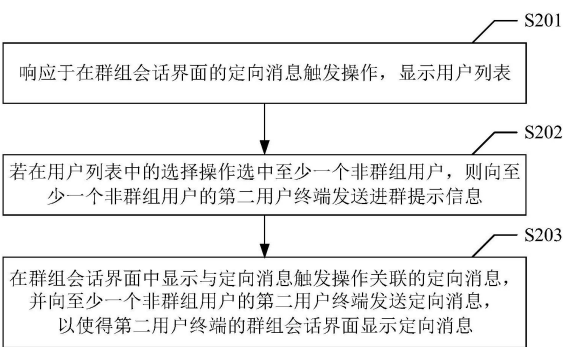 S201
响应于在群组会话界面的定向消息触发操作，显示用户列表
S202
若在用户列表中的选择操作选中至少一个非群组用户，则向至
少一个非群组用户的第二用户终端发送进群提示信息
S203
在群组会话界面中显示与定向消息触发操作关联的定向消息，
并向至少一个非群组用户的第二用户终端发送定向消息，
以使得第二用户终端的群组会话界面显示定向消息